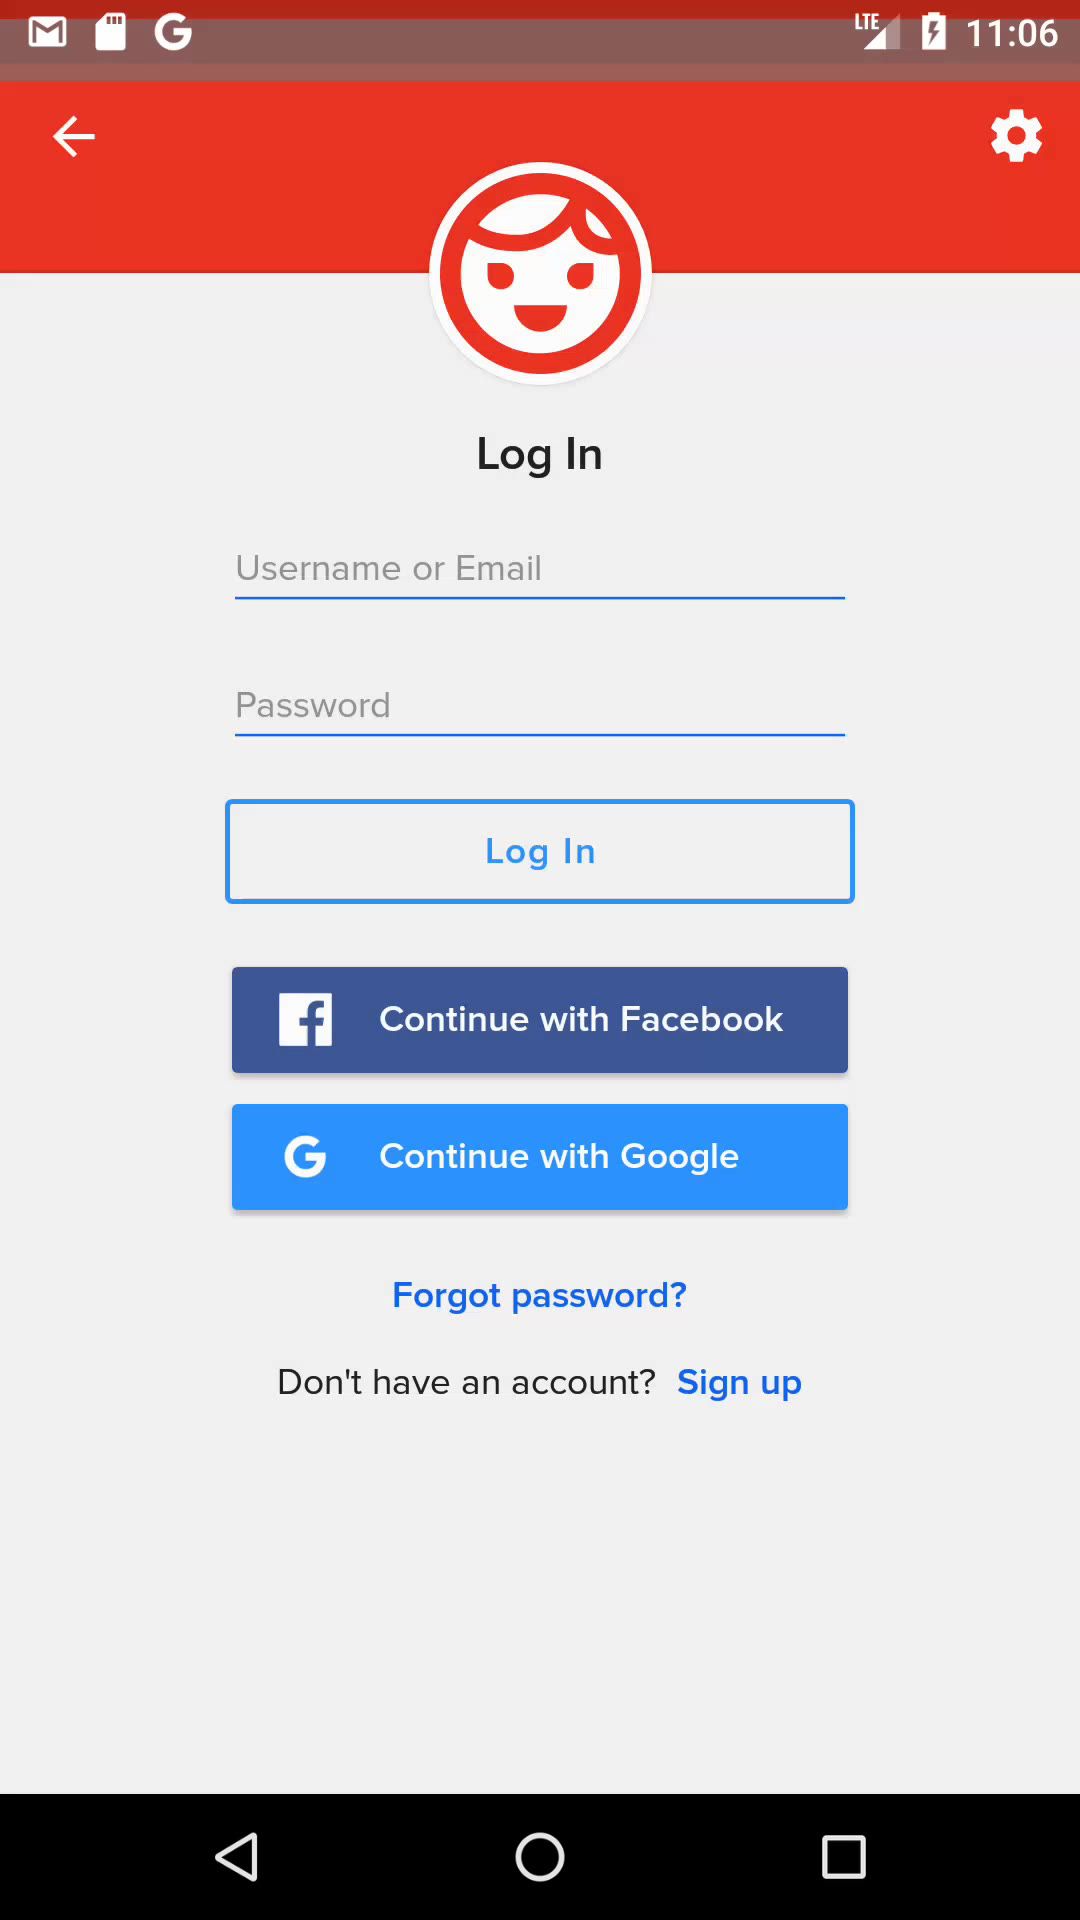 LTE 11:06
Log In
Username or Email
Password
Log In
Continue with Facebook
Continue with Google
Forgot password?
Don't have an account? Sign up